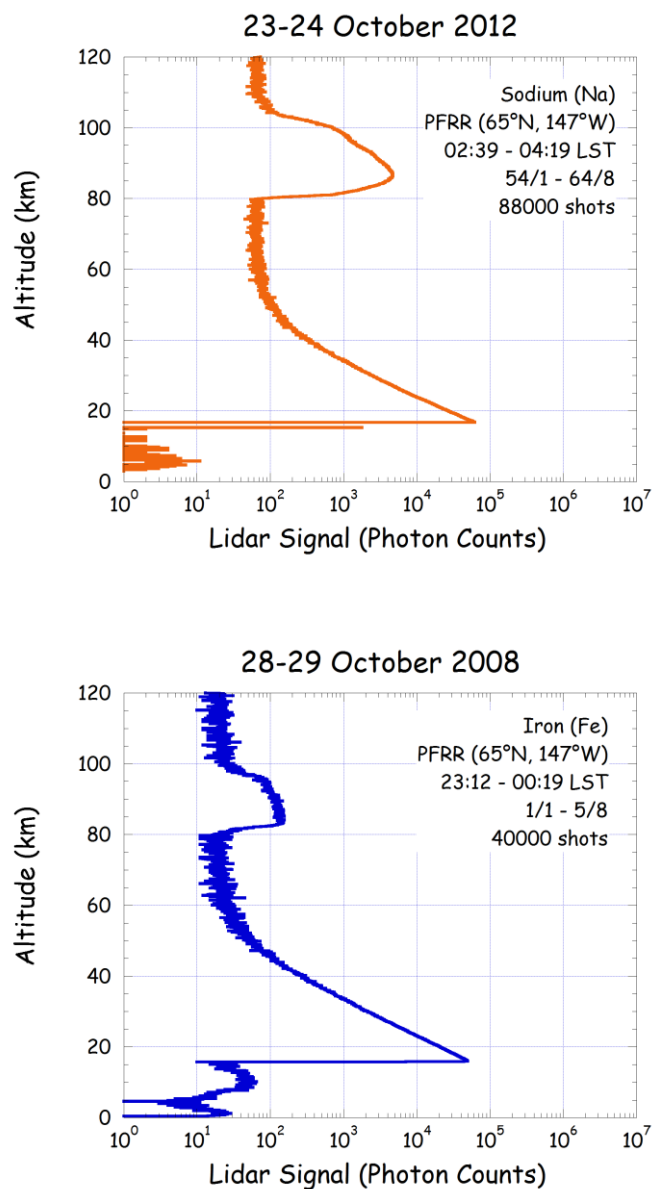 23-24 October 2012
120
100
80
60
40
20
0
Altitude (km)
Sodium (Na)
PFRR (65°N, 147°W)
02:39 - 04:19 LST
54/1 - 64/8
88000 shots
10⁰ 10¹ 10² 10³ 10⁴ 10⁵ 10⁶ 10⁷
Lidar Signal (Photon Counts)
28-29 October 2008
120
100
80
60
40
20
0
Altitude (km)
Iron (Fe)
PFRR (65°N, 147°W)
23:12 - 00:19 LST
1/1 - 5/8
40000 shots
10⁰ 10¹ 10² 10³ 10⁴ 10⁵ 10⁶ 10⁷
Lidar Signal (Photon Counts)